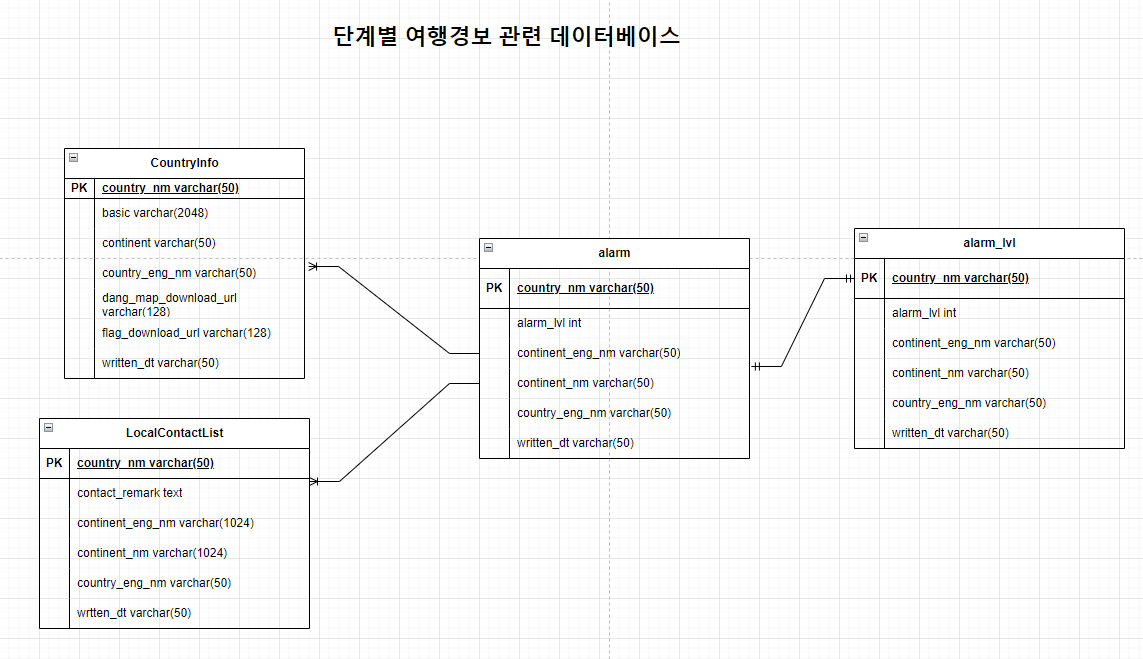 단계별 여행경보 관련 데이터베이스
CountryInfo
PK country_nm varchar(50)
basic varchar(2048)
continent varchar(50)
country_eng_nm varchar(50)
dang_map_download_url
varchar(128)
flag_download_url varchar(128)
written_dt varchar(50)
LocalContactList
PK country_nm varchar(50)
contact_remark text
continent_eng_nm varchar(1024)
continent_nm varchar(1024)
country_eng_nm varchar(50)
wrtten_dt varchar(50)
alarm
PK country_nm varchar(50)
alarm_lvl int
continent_eng_nm varchar(50)
continent_nm varchar(50)
country_eng_nm varchar(50)
written_dt varchar(50)
alarm_lvl
PK country_nm varchar(50)
alarm_lvl int
continent_eng_nm varchar(50)
continent_nm varchar(50)
country_eng_nm varchar(50)
written_dt varchar(50)